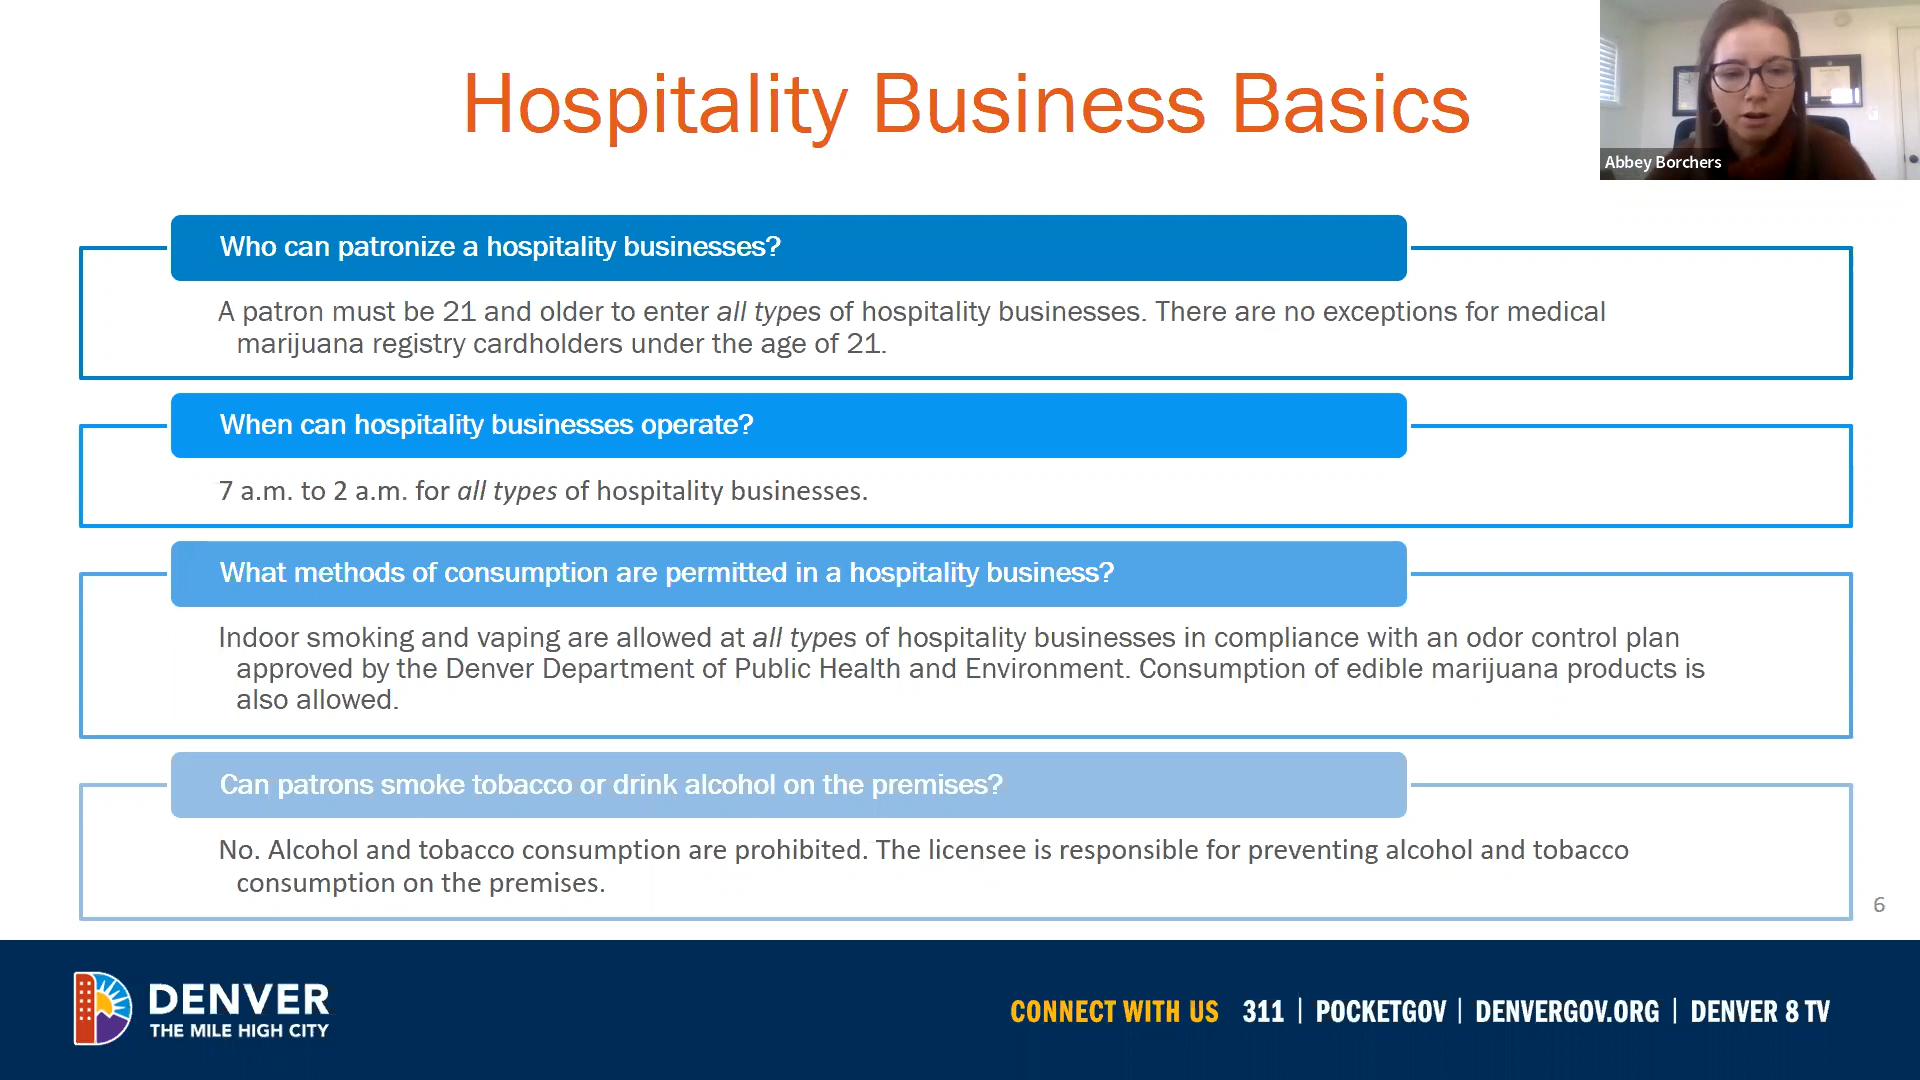 Hospitality Business Basics
Abbey Borchers
Who can patronize a hospitality businesses?
A patron must be 21 and older to enter all types of hospitality businesses. There are no exceptions for medical
marijuana registry cardholders under the age of 21.
When can hospitality businesses operate?
7 a.m. to 2 a.m. for all types of hospitality businesses.
What methods of consumption are permitted in a hospitality business?
Indoor smoking and vaping are allowed at all types of hospitality businesses in compliance with an odor control plan
approved by the Denver Department of Public Health and Environment. Consumption of edible marijuana products is
also allowed.
Can patrons smoke tobacco or drink alcohol on the premises?
No. Alcohol and tobacco consumption are prohibited. The licensee is responsible for preventing alcohol and tobacco
consumption on the premises.
6
DENVER
THE MILE HIGH CITY
CONNECT WITH US 311 | POCKETGOV | DENVERGOV.ORG | DENVER 8 TV